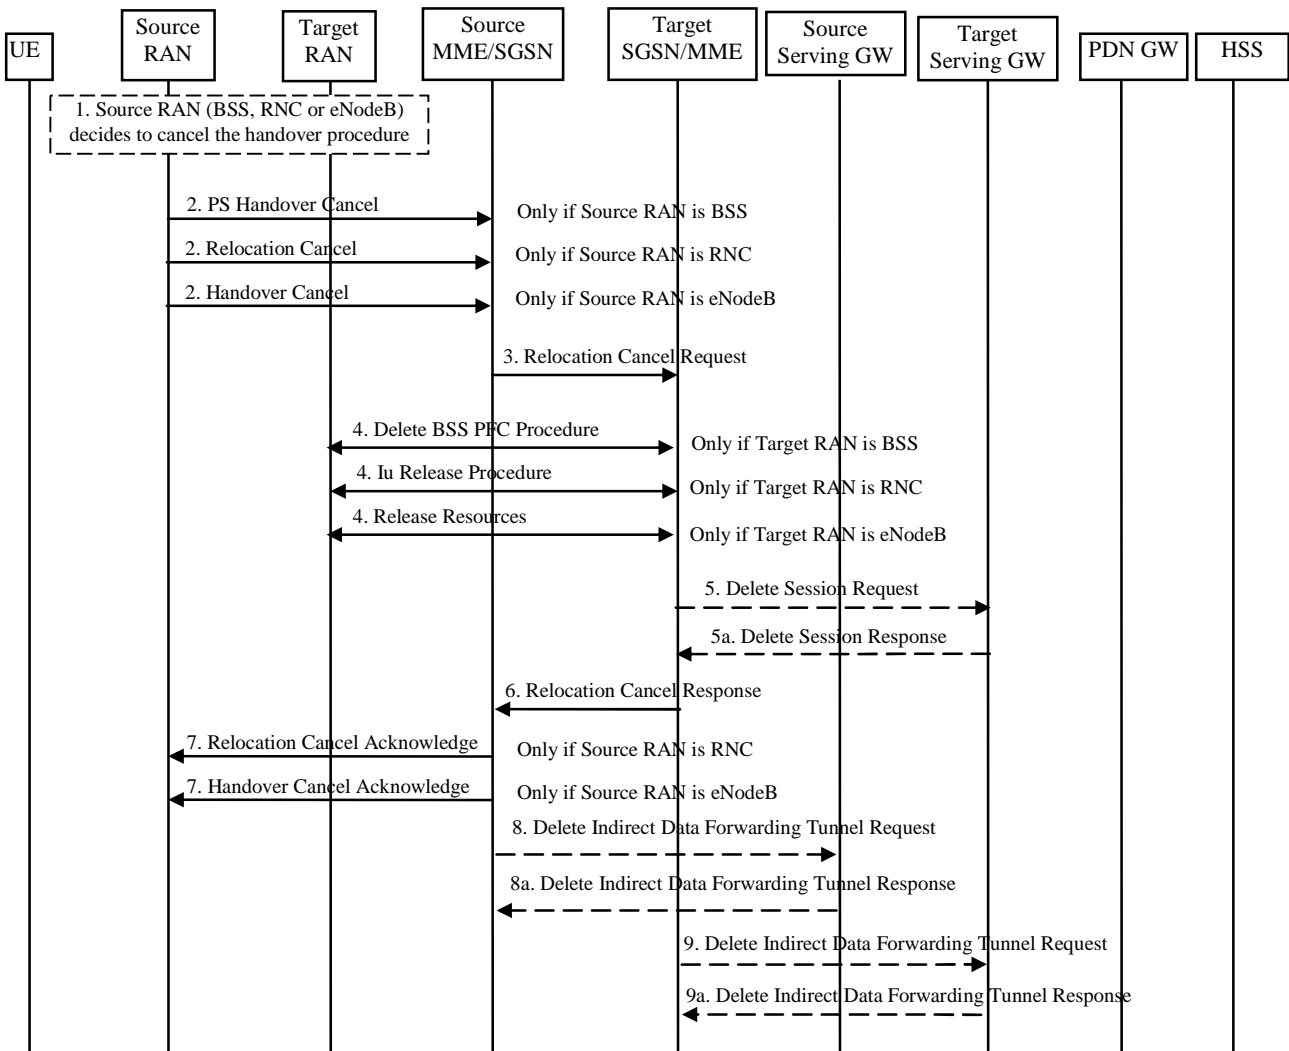 UE
Source
RAN
Target
RAN
Source
MME/SGSN
Target
SGSN/MME
Source
Serving GW
Target
Serving GW
PDN GW
HSS
1. Source RAN (BSS, RNC or eNodeB)
decides to cancel the handover procedure
2. PS Handover Cancel
Only if Source RAN is BSS
2. Relocation Cancel
Only if Source RAN is RNC
2. Handover Cancel
Only if Source RAN is eNodeB
3. Relocation Cancel Request
4. Delete BSS PFC Procedure
Only if Target RAN is BSS
4. Iu Release Procedure
Only if Target RAN is RNC
4. Release Resources
Only if Target RAN is eNodeB
5. Delete Session Request
5a. Delete Session Response
6. Relocation Cancel Response
7. Relocation Cancel Acknowledge
Only if Source RAN is RNC
7. Handover Cancel Acknowledge
Only if Source RAN is eNodeB
8. Delete Indirect Data Forwarding Tunnel Request
8a. Delete Indirect Data Forwarding Tunnel Response
9. Delete Indirect Data Forwarding Tunnel Request
9a. Delete Indirect Data Forwarding Tunnel Response